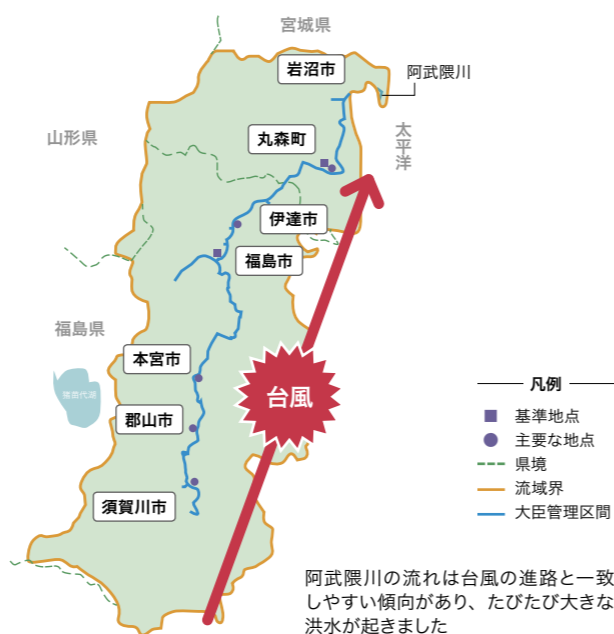 宮城県
岩沼市
阿武隈川
太平洋
丸森町
山形県
伊達市
福島市
福島県
本宮市
猪苗代湖
台風
郡山市
須賀川市
凡例
基準地点
主要な地点
県境
流域界
大臣管理区間
阿武隈川の流れは台風の進路と一致
しやすい傾向があり、たびたび大きな
洪水が起きました